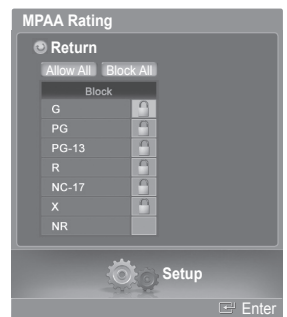 MPAA Rating
Return
Allow All Block All
Block
G
PG
PG-13
R
NC-17
X
NR
Setup
Enter